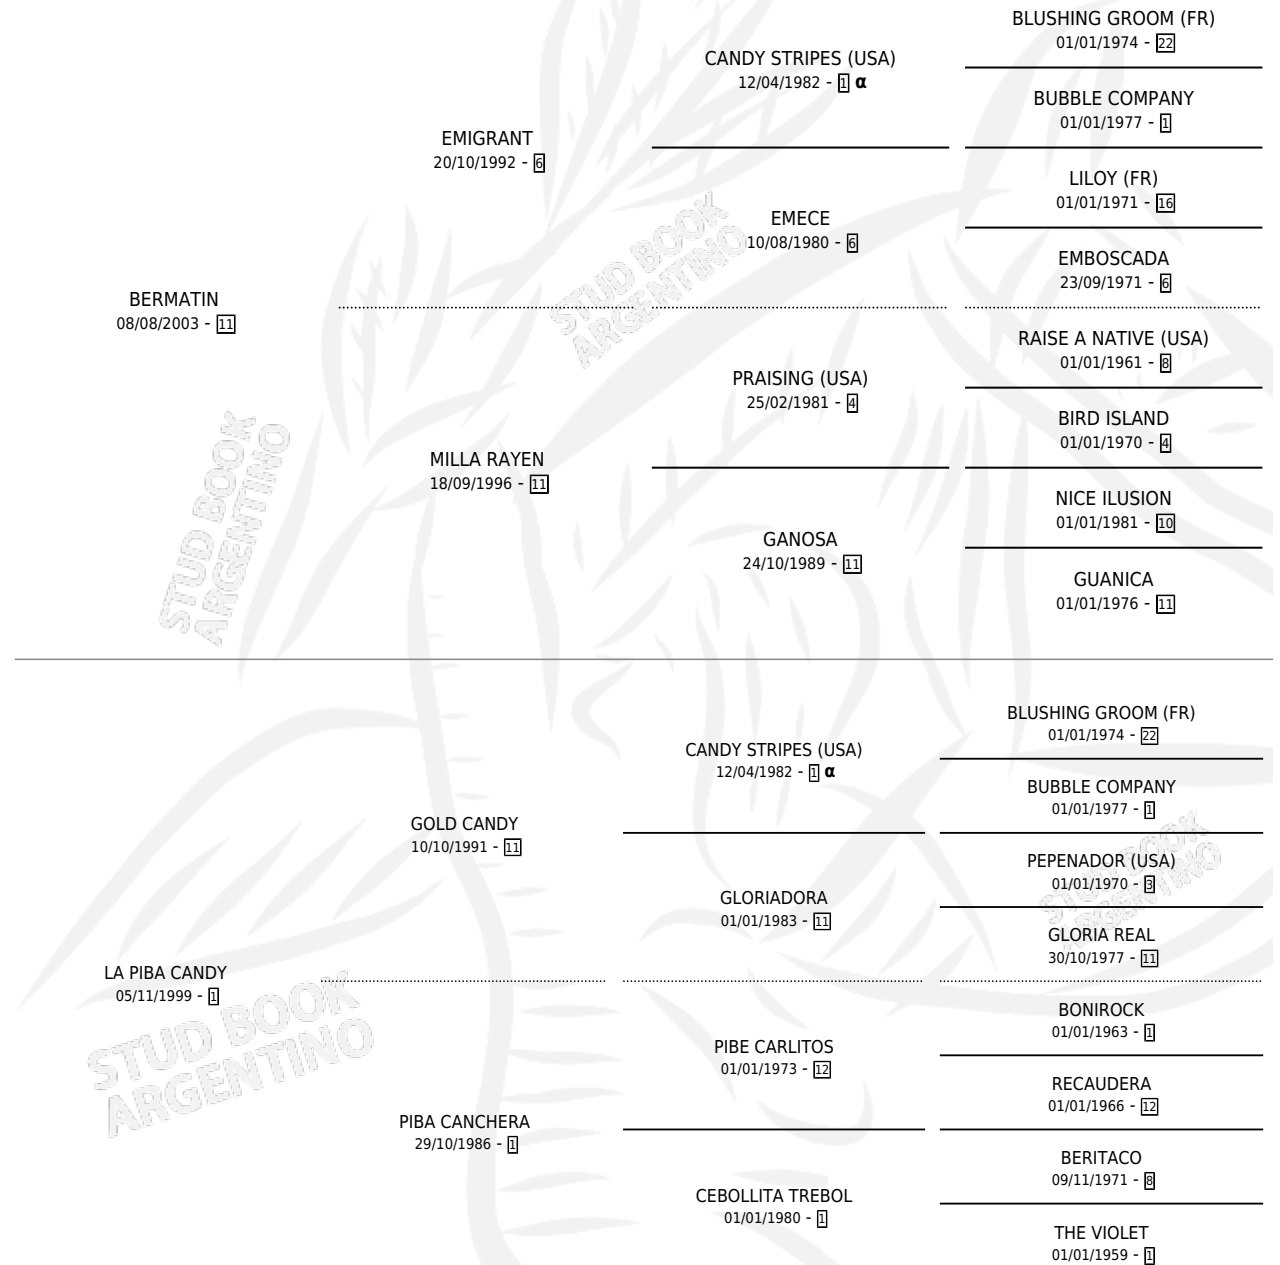 BLUSHING GROOM (FR)
01/01/1974 - 22
CANDY STRIPES (USA)
12/04/1982 - 1 α
BUBBLE COMPANY
01/01/1977 - 1
EMIGRANT
20/10/1992 - 6
LILOY (FR)
01/01/1971 - 16
EMECE
10/08/1980 - 6
EMBOSCADA
23/09/1971 - 6
BERMATIN
08/08/2003 - 11
RAISE A NATIVE (USA)
01/01/1961 - 8
PRAISING (USA)
25/02/1981 - 4
BIRD ISLAND
01/01/1970 - 4
MILLA RAYEN
18/09/1996 - 11
NICE ILUSION
01/01/1981 - 10
GANOSA
24/10/1989 - 11
GUANICA
01/01/1976 - 11
BLUSHING GROOM (FR)
01/01/1974 - 22
CANDY STRIPES (USA)
12/04/1982 - 1 α
BUBBLE COMPANY
01/01/1977 - 1
GOLD CANDY
10/10/1991 - 11
PEPENADOR (USA)
01/01/1970 - 3
GLORIADORA
01/01/1983 - 11
GLORIA REAL
30/10/1977 - 11
LA PIBA CANDY
05/11/1999 - 1
BONIROCK
01/01/1963 - 1
PIBE CARLITOS
01/01/1973 - 12
RECAUDERA
01/01/1966 - 12
PIBA CANCHERA
29/10/1986 - 1
BERITACO
09/11/1971 - 8
CEBOLLITA TREBOL
01/01/1980 - 1
THE VIOLET
01/01/1959 - 1
STUD BOOK
ARGENTINO
STUD BOOK
ARGENTINO
STUD BOOK
ARGENTINO
STUD BOOK
ARGENTINO